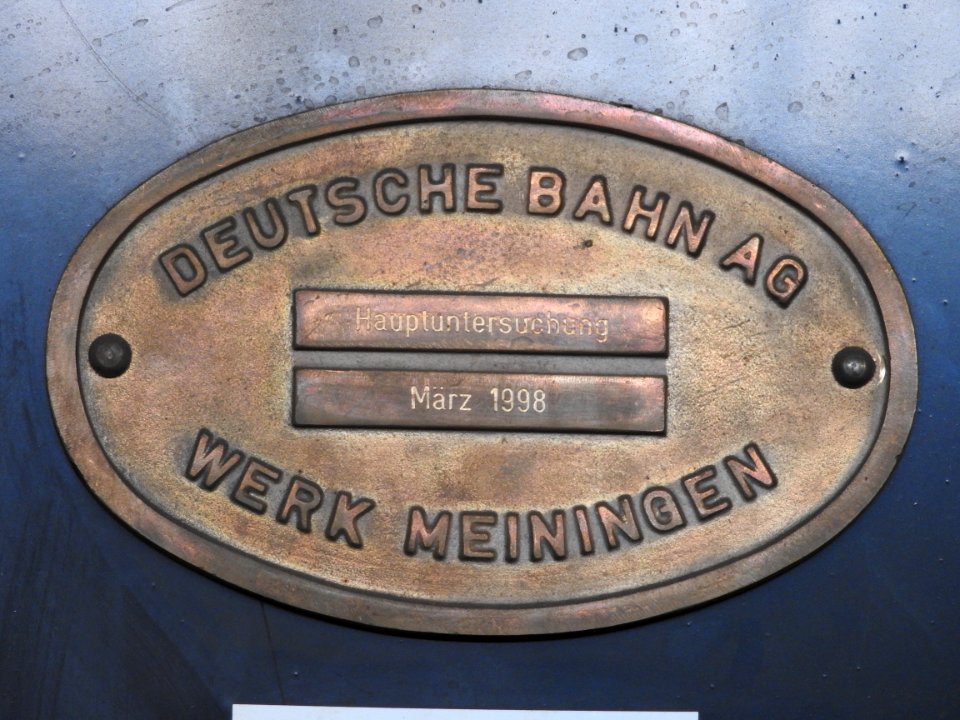 DEUTSCHE BAHN AG
Hauptuntersuchung
März 1998
WERK MEININGEN